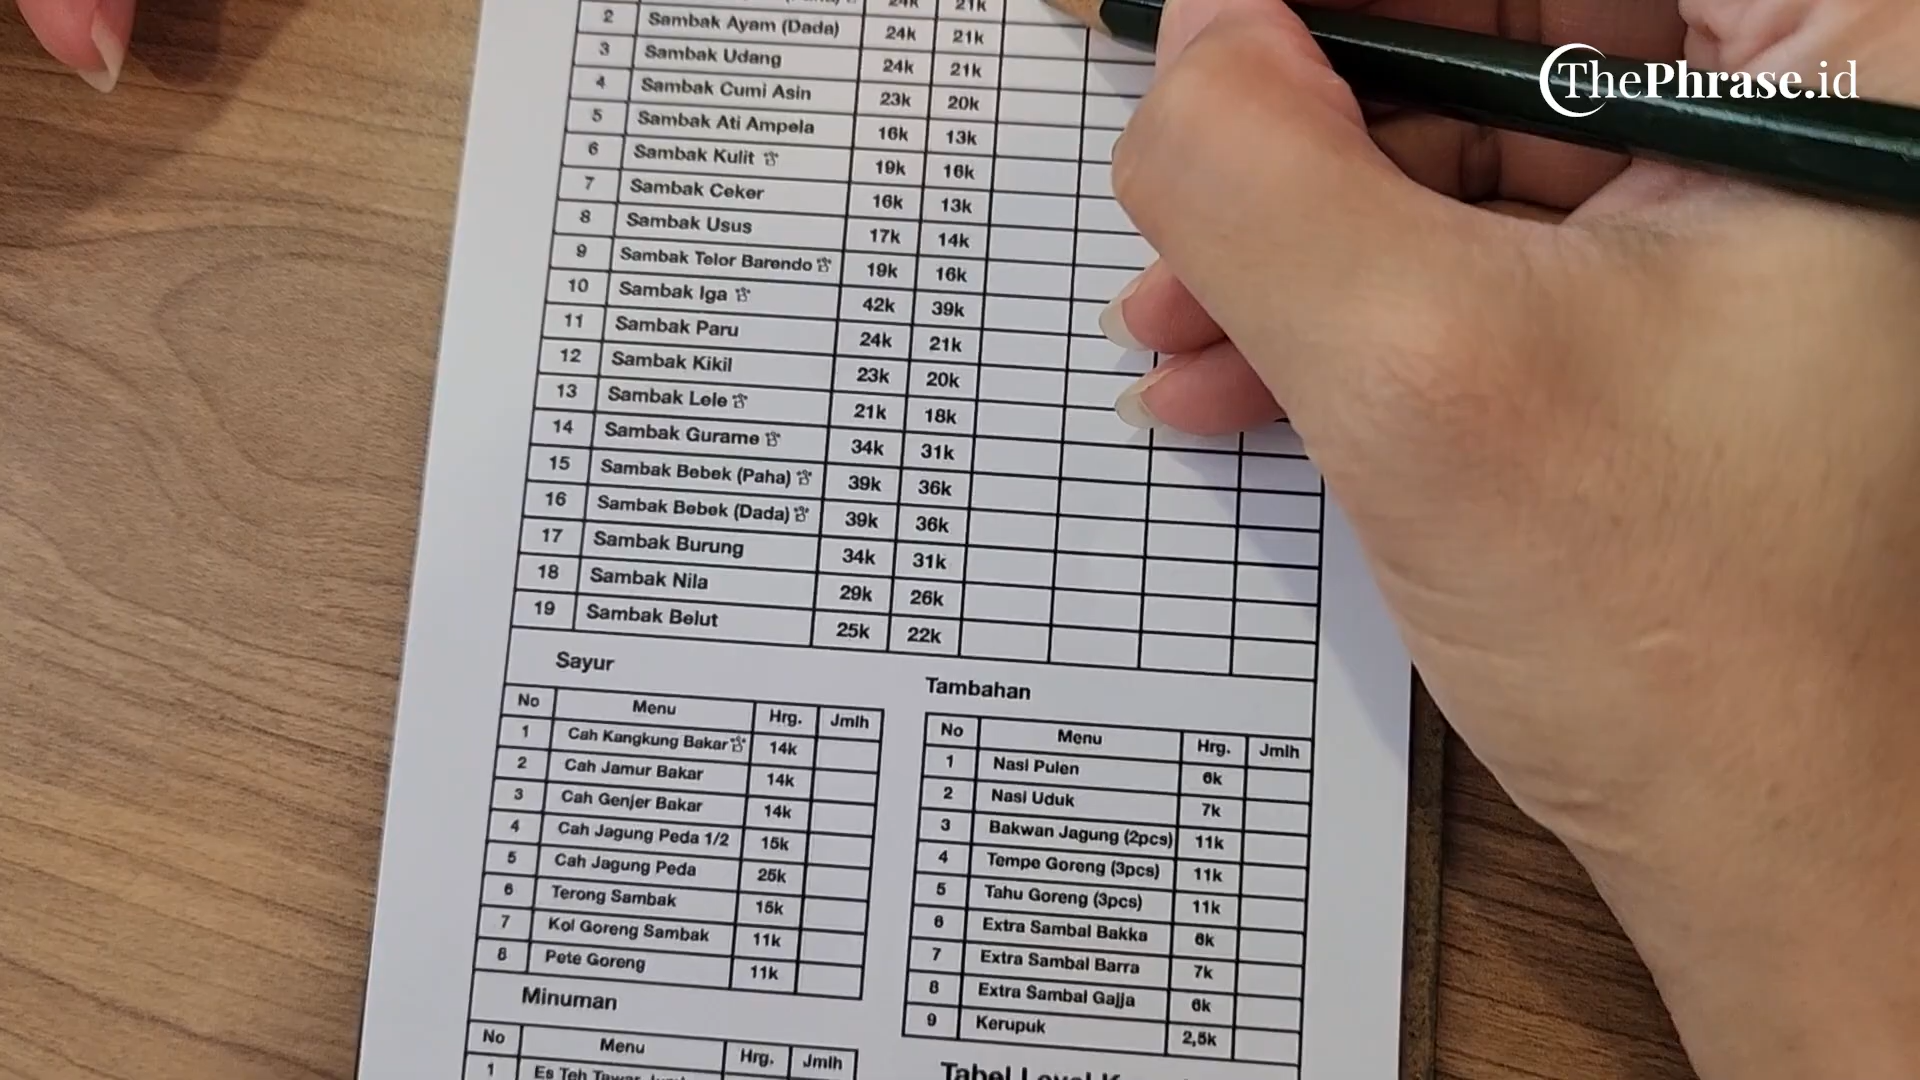 ThePhrase.id
24k 21k
2 Sambak Ayam (Dada) 24k 21k
3 Sambak Udang 24k 21k
4 Sambak Cumi Asin 23k 20k
5 Sambak Ati Ampela 16k 13k
6 Sambak Kulit 19k 16k
7 Sambak Ceker 16k 13k
8 Sambak Usus 17k 14k
9 Sambak Telor Barendo 19k 16k
10 Sambak Iga 42k 39k
11 Sambak Paru 24k 21k
12 Sambak Kikil 23k 20k
13 Sambak Lele 21k 18k
14 Sambak Gurame 34k 31k
15 Sambak Bebek (Paha) 39k 36k
16 Sambak Bebek (Dada) 39k 36k
17 Sambak Burung 34k 31k
18 Sambak Nila 29k 26k
19 Sambak Belut 25k 22k
Sayur
No Menu Hrg. Jmlh
1 Cah Kangkung Bakar 14k
2 Cah Jamur Bakar 14k
3 Cah Genjer Bakar 14k
4 Cah Jagung Peda 1/2 15k
5 Cah Jagung Peda 25k
6 Terong Sambak 15k
7 Kol Goreng Sambak 11k
8 Pete Goreng 11k
Tambahan
No Menu Hrg. Jmlh
1 Nasi Pulen 6k
2 Nasi Uduk 7k
3 Bakwan Jagung (2pcs) 11k
4 Tempe Goreng (3pcs) 11k
5 Tahu Goreng (3pcs) 11k
6 Extra Sambal Bakka 6k
7 Extra Sambal Barra 7k
8 Extra Sambal Gajja 6k
9 Kerupuk 2,5k
Minuman
No Menu Hrg. Jmlh
1 Es Teh Tawar
Tabel Level